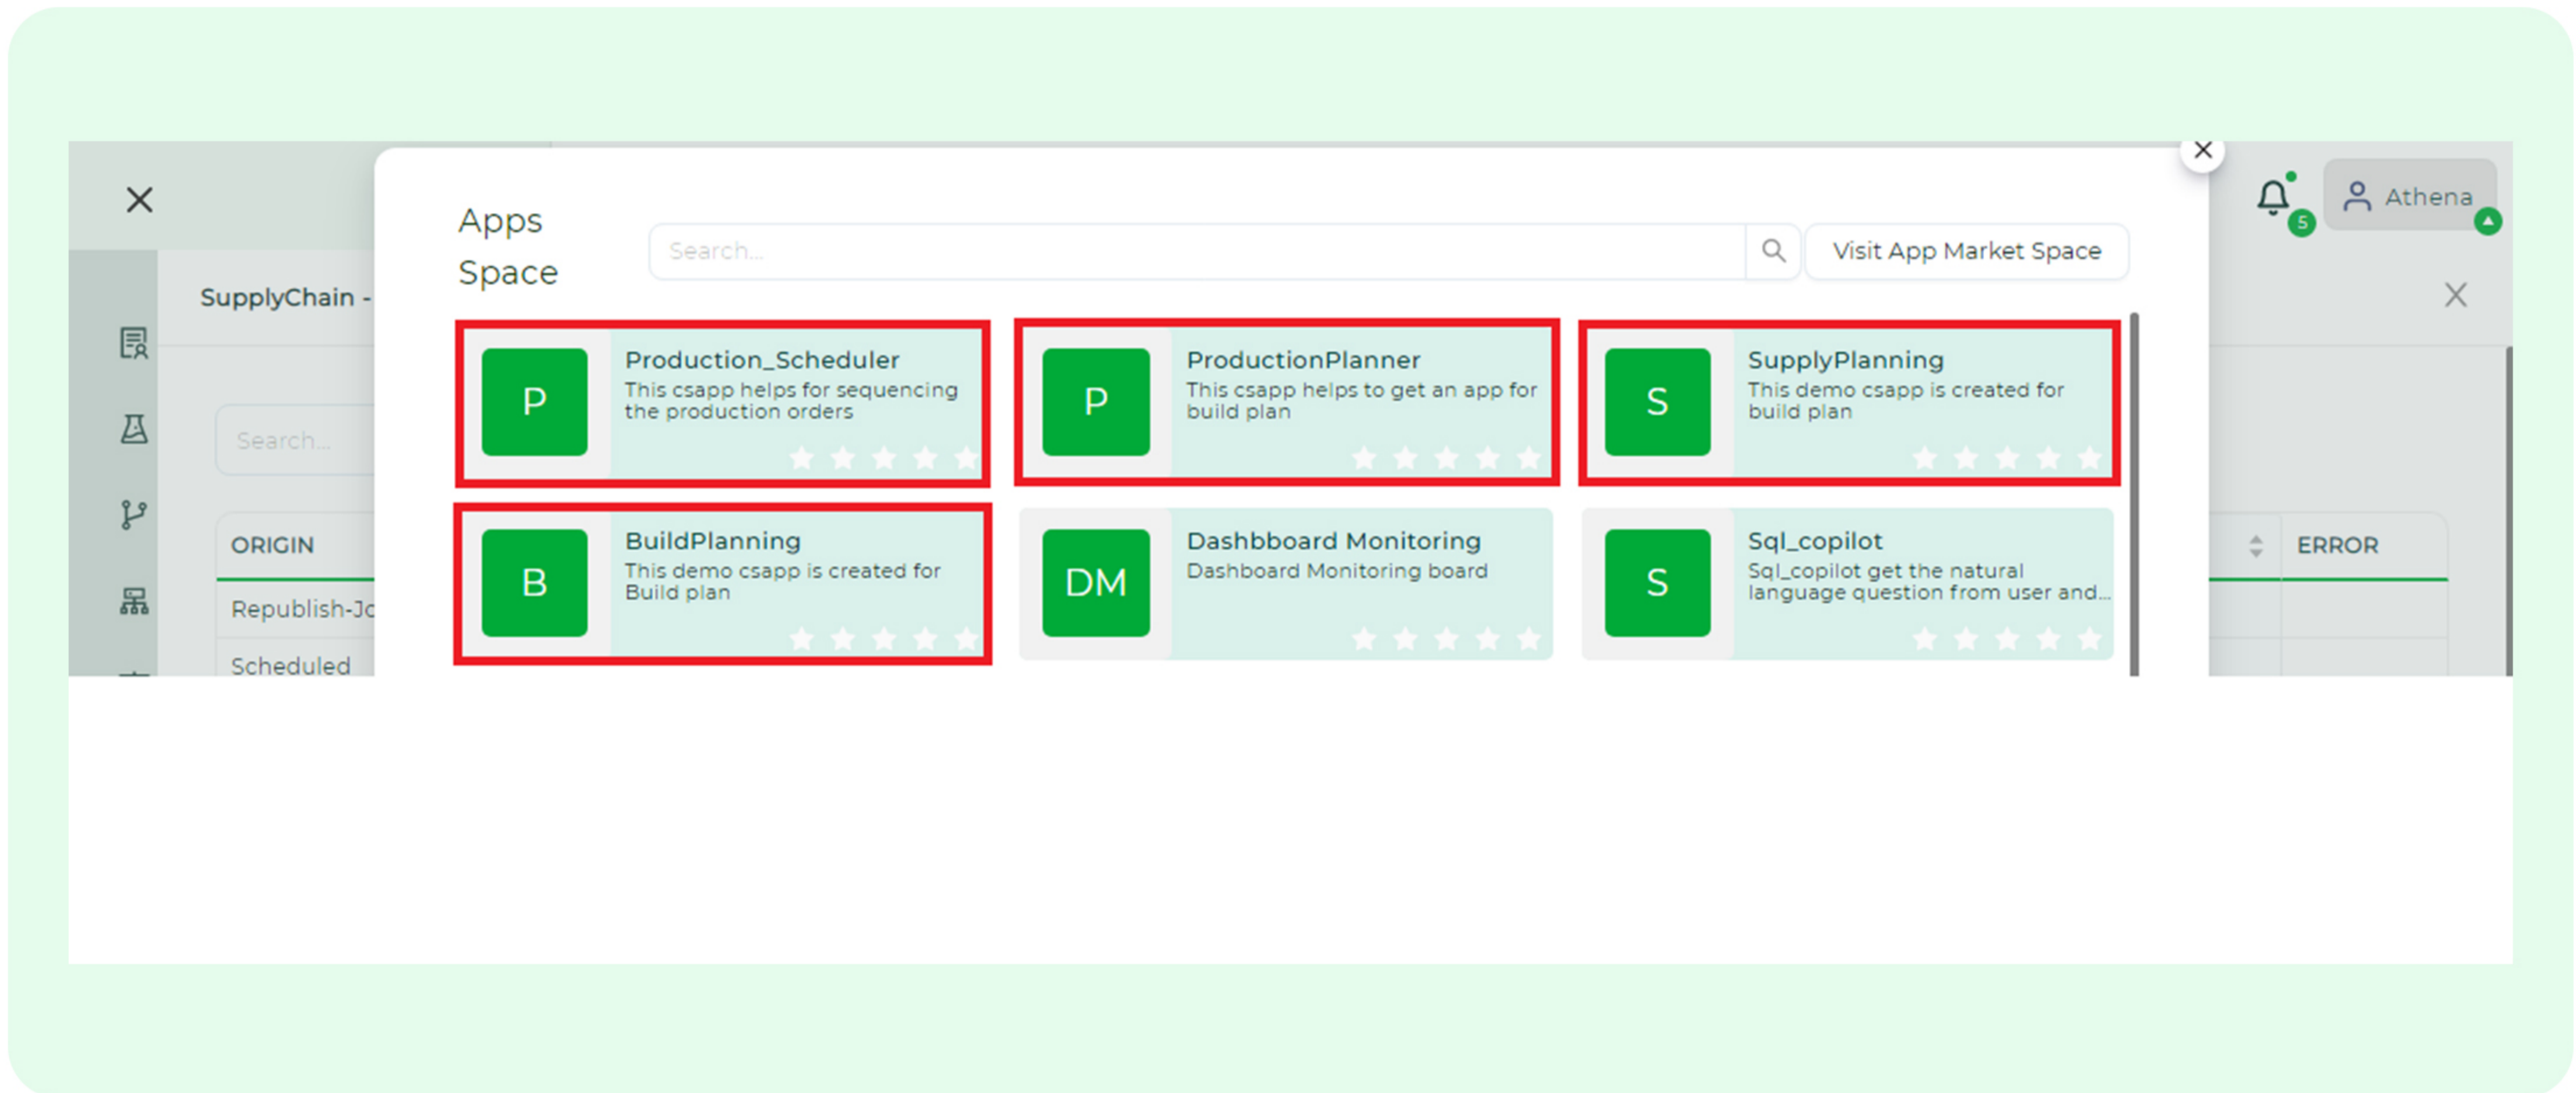 Apps
Space
Search...
Visit App Market Space
5
Athena
SupplyChain -
P
Production_Scheduler
This csapp helps for sequencing
the production orders
P
ProductionPlanner
This csapp helps to get an app for
build plan
S
SupplyPlanning
This demo csapp is created for
build plan
Search...
B
BuildPlanning
This demo csapp is created for
Build plan
DM
Dashbboard Monitoring
Dashboard Monitoring board
S
Sql_copilot
Sql_copilot get the natural
language question from user and...
ORIGIN
ERROR
Republish-Jo
Scheduled